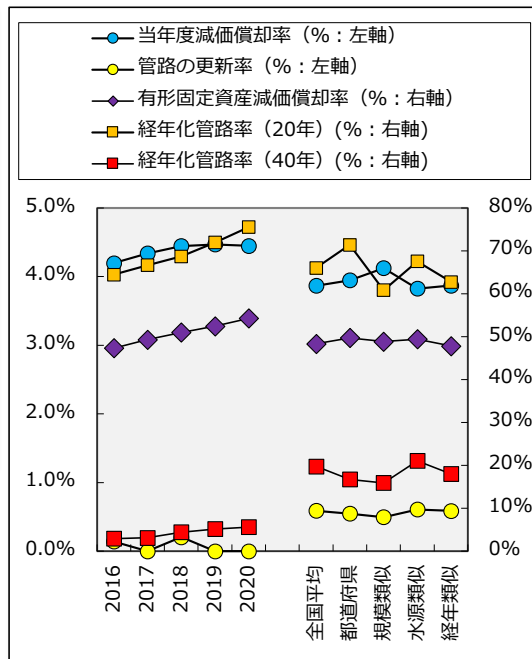 当年度減価償却率（%：左軸）
管路の更新率（%：左軸）
有形固定資産減価償却率（%：右軸）
経年化管路率（20年）(%：右軸)
経年化管路率（40年）(%：右軸)
5.0%
4.0%
3.0%
2.0%
1.0%
0.0%
80%
70%
60%
50%
40%
30%
20%
10%
0%
2016
2017
2018
2019
2020
全国平均
都道府県
規模類似
水源類似
経年類似